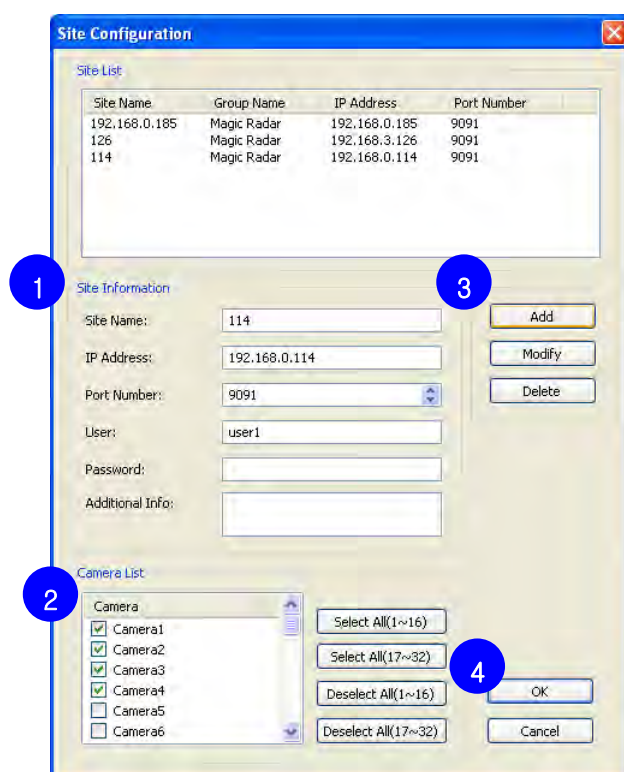 Site Configuration
Site List
Site Name Group Name IP Address Port Number
192.168.0.185 Magic Radar 192.168.0.185 9091
126 Magic Radar 192.168.3.126 9091
114 Magic Radar 192.168.0.114 9091
1
Site Information
3
Site Name: 114
Add
IP Address: 192.168.0.114
Modify
Port Number: 9091
Delete
User: user1
Password:
Additional Info:
2
Camera List
Camera
Camera1
Camera2
Camera3
Camera4
Camera5
Camera6
Select All(1~16)
Select All(17~32)
Deselect All(1~16)
Deselect All(17~32)
4
OK
Cancel